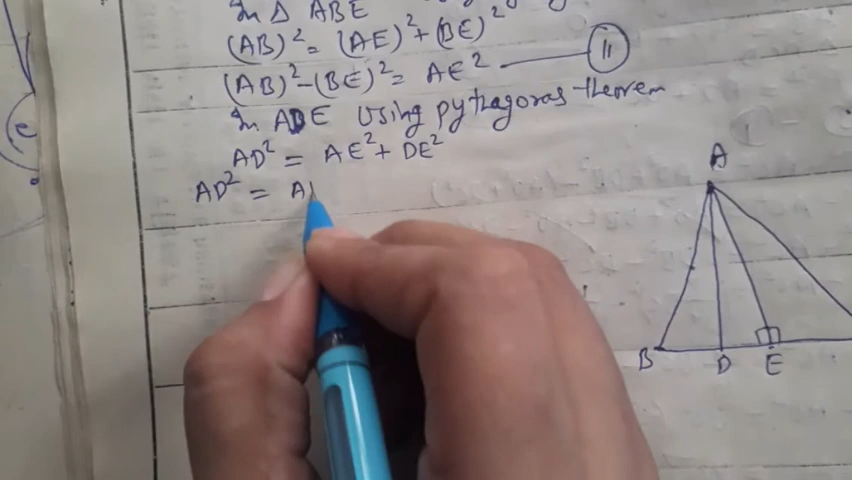 In Δ ABE
(AB)² = (AE)² + (BE)²
(AB)² - (BE)² = AE² — 11
In ADE using pythagoras theorem
AD² = AE² + DE²
AD² = A
A
B D E
e